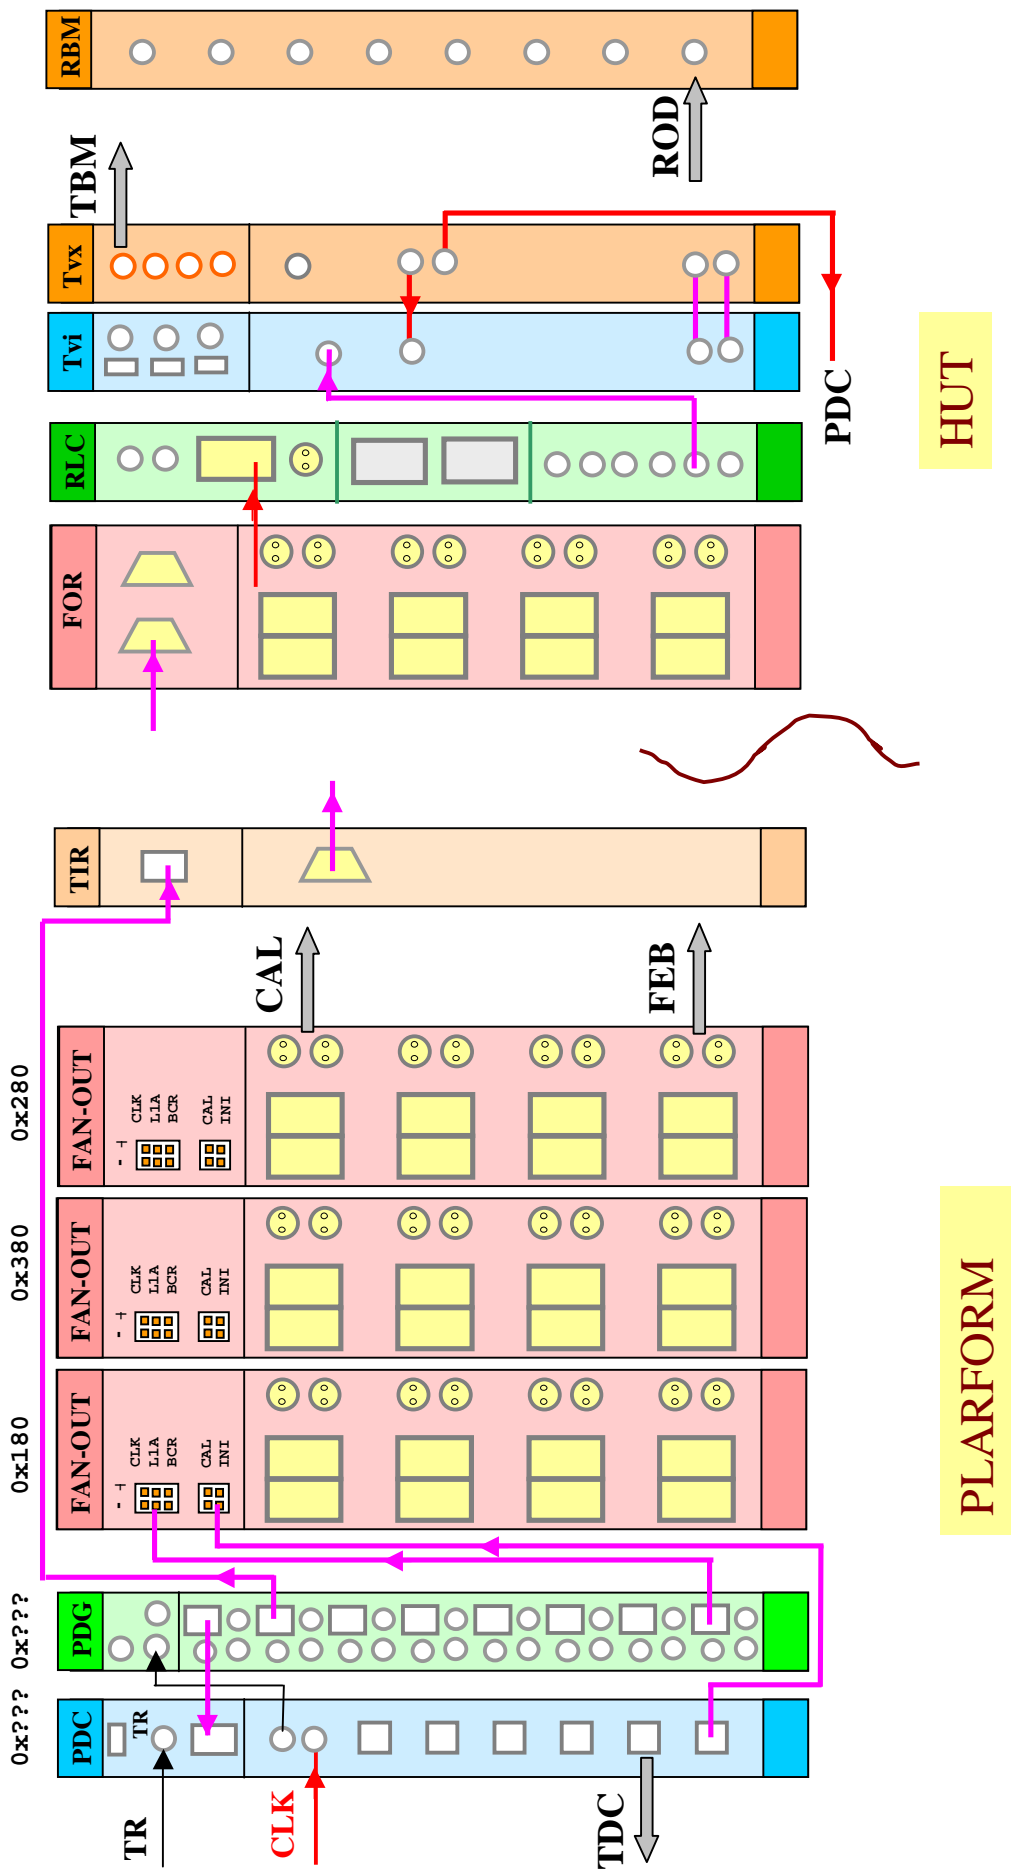 RBM
TBM
ROD
Tvx
Tvi
PDC
RLC
HUT
FOR
TIR
CAL
FEB
0x280
FAN-OUT
- +
CLK
L1A
BCR
CAL
INI
0x380
FAN-OUT
- +
CLK
L1A
BCR
CAL
INI
PLARFORM
0x180
FAN-OUT
- +
CLK
L1A
BCR
CAL
INI
0x???
PDG
0x???
PDC
TR
TR
CLK
TDC